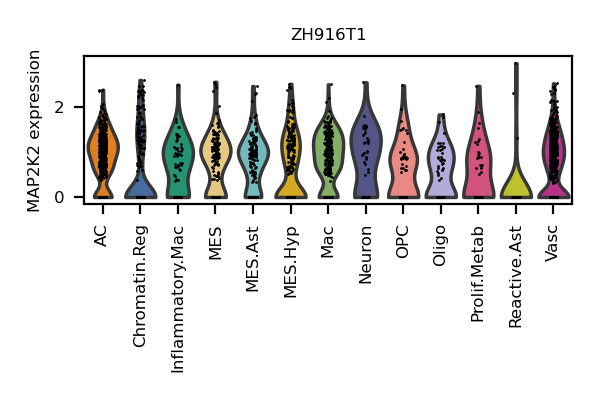 ZH916T1
MAP2K2 expression
2
0
AC
Chromatin.Reg
Inflammatory.Mac
MES
MES.Ast
MES.Hyp
Mac
Neuron
OPC
Oligo
Prolif.Metab
Reactive.Ast
Vasc